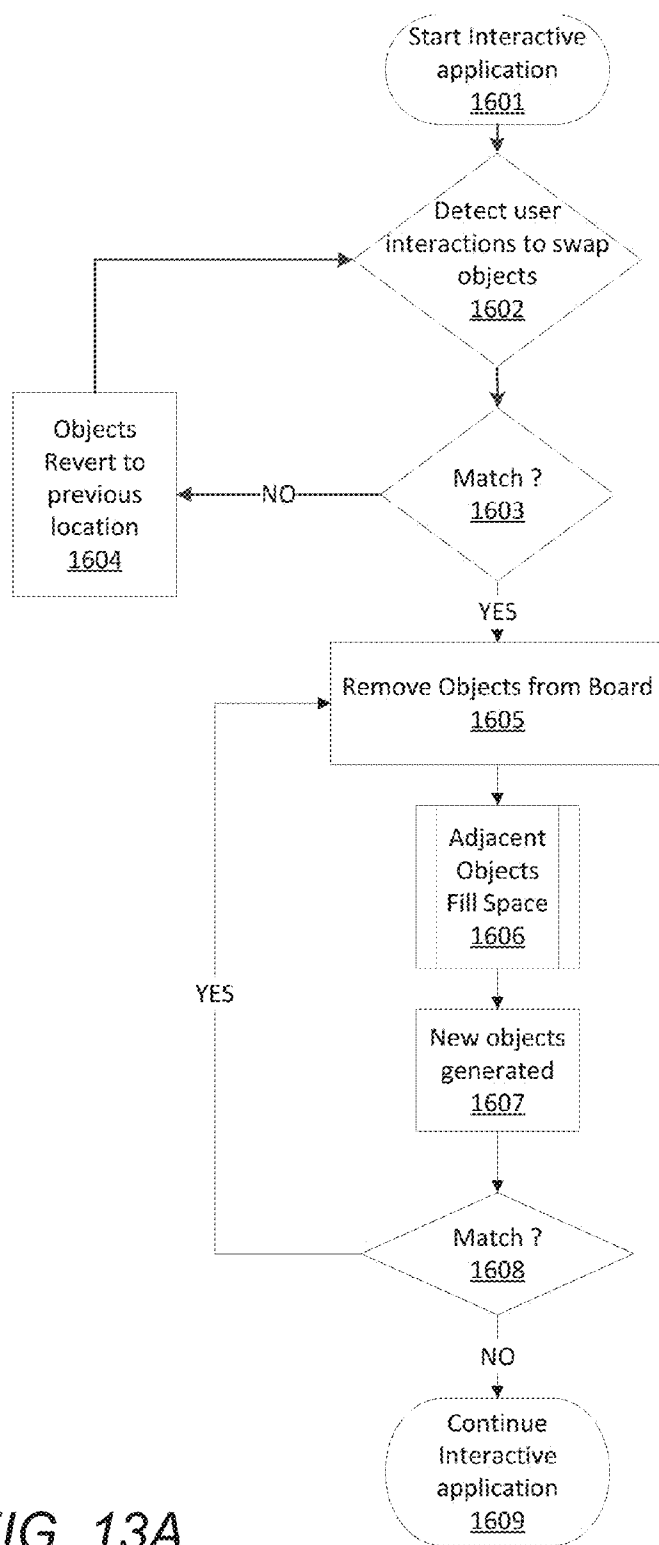 Start Interactive
application
1601
Detect user
interactions to swap
objects
1602
Objects
Revert to
previous
location
1604
NO
Match ?
1603
YES
Remove Objects from Board
1605
Adjacent
Objects
Fill Space
1606
YES
New objects
generated
1607
Match ?
1608
NO
Continue
Interactive
application
1609
FIG. 13A